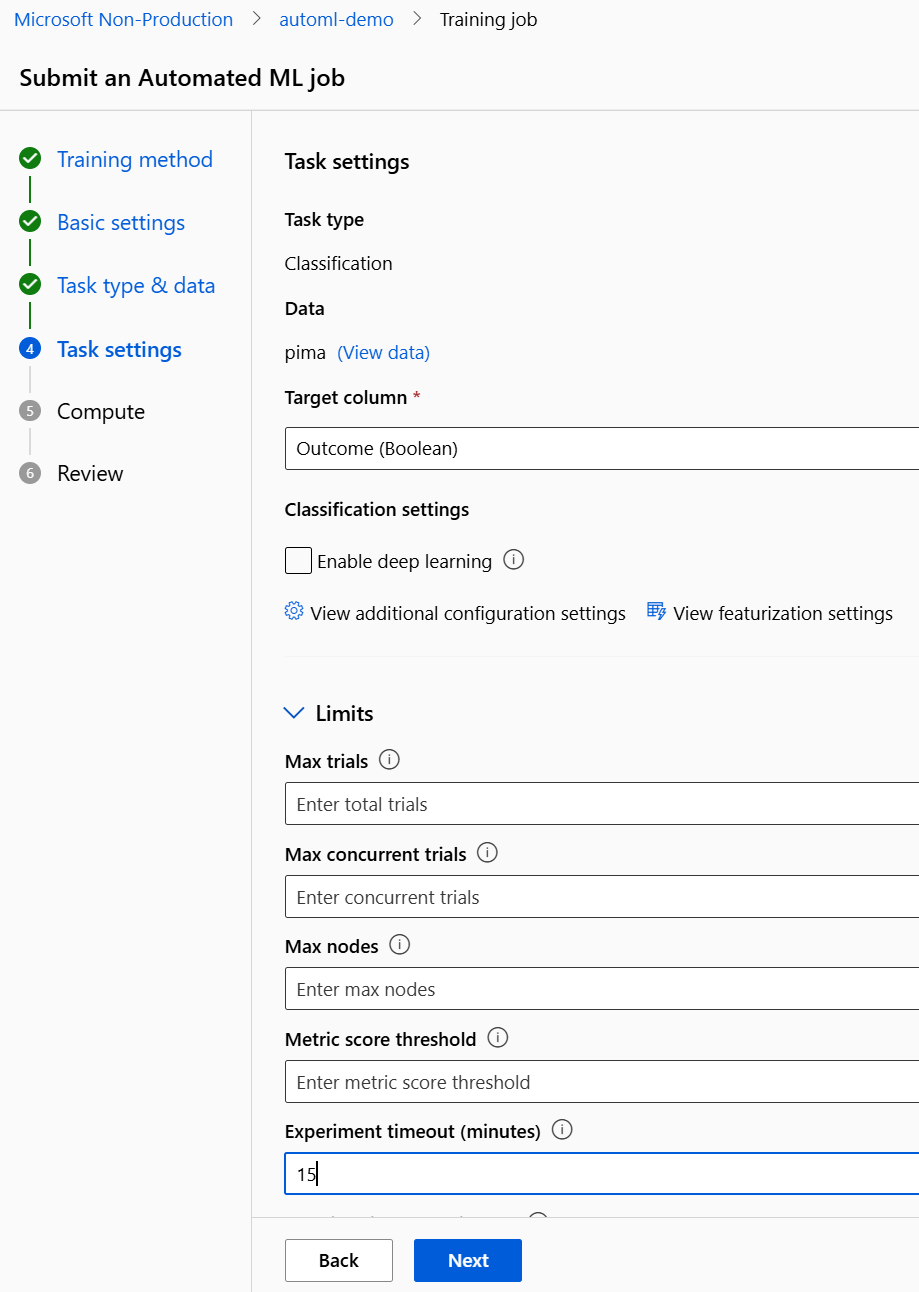 Microsoft Non-Production > automl-demo > Training job
Submit an Automated ML job
Training method
Basic settings
Task type & data
4 Task settings
5 Compute
6 Review
Task settings
Task type
Classification
Data
pima (View data)
Target column *
Outcome (Boolean)
Classification settings
Enable deep learning
View additional configuration settings View featurization settings
Limits
Max trials
Enter total trials
Max concurrent trials
Enter concurrent trials
Max nodes
Enter max nodes
Metric score threshold
Enter metric score threshold
Experiment timeout (minutes)
15
Back Next